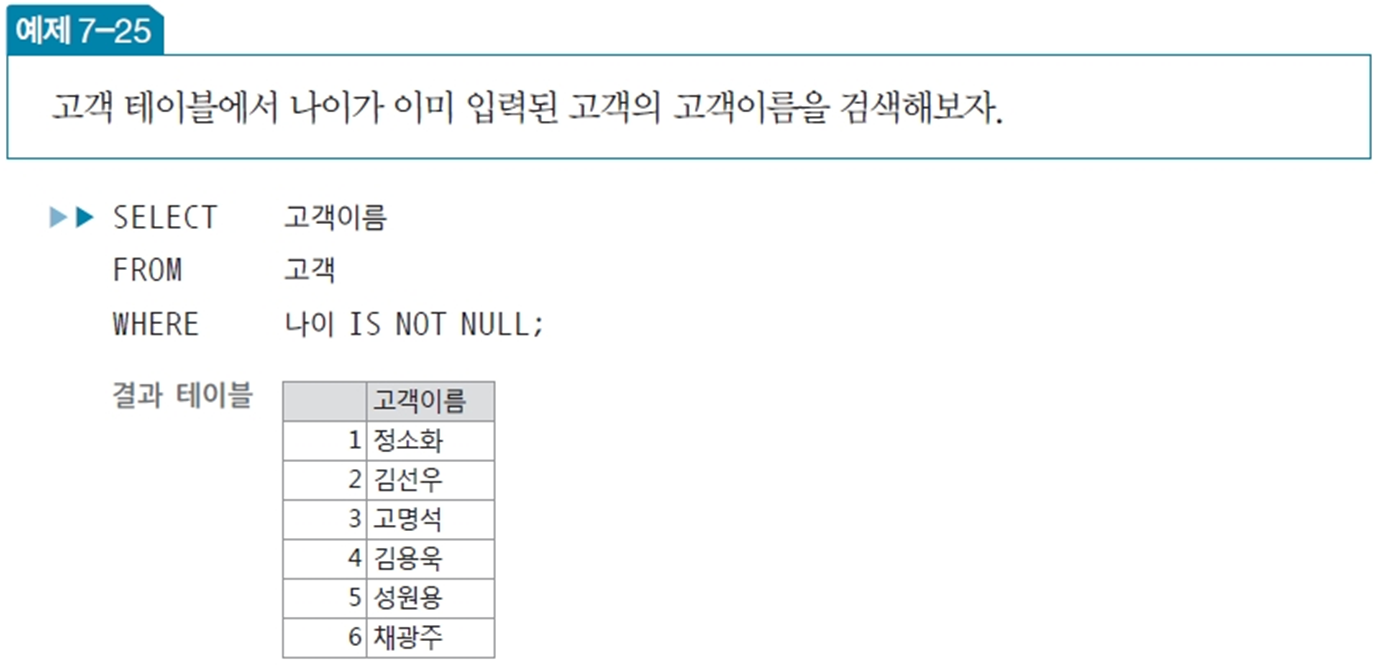 예제 7-25
고객 테이블에서 나이가 이미 입력된 고객의 고객이름을 검색해보자.
▶▶ SELECT 고객이름
FROM 고객
WHERE 나이 IS NOT NULL;
결과 테이블
고객이름
1 정소화
2 김선우
3 고명석
4 김용욱
5 성원용
6 채광주